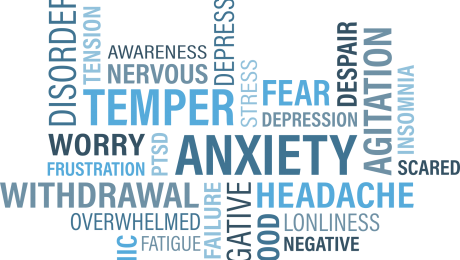 DISORDER
TENSION
AWARENESS
NERVOUS
TEMPER
DEPRESS
STRESS
FEAR
DEPRESSION
DESPAIR
AGITATION
INSOMNIA
WORRY
FRUSTRATION
PTSD
ANXIETY
SCARED
WITHDRAWAL
HEADACHE
OVERWHELMED
FATIGUE
FAILURE
GATIVE
OOD
LONLINESS
NEGATIVE
IC